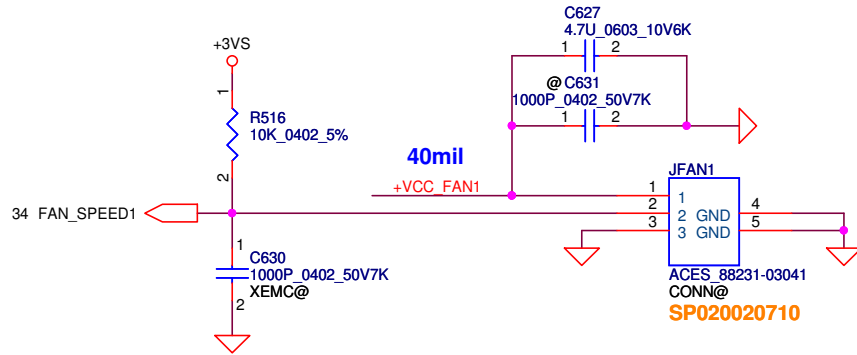 C627
4.7U_0603_10V6K
1 2
+3VS
@ C631
1000P_0402_50V7K
1 2
1
R516
10K_0402_5%
2
40mil
+VCC_FAN1
JFAN1
1 1
34 FAN_SPEED1
2 2 GND 4
3 3 GND 5
1
C630
1000P_0402_50V7K
XEMC@
2
ACES_88231-03041
CONN@
SP020020710